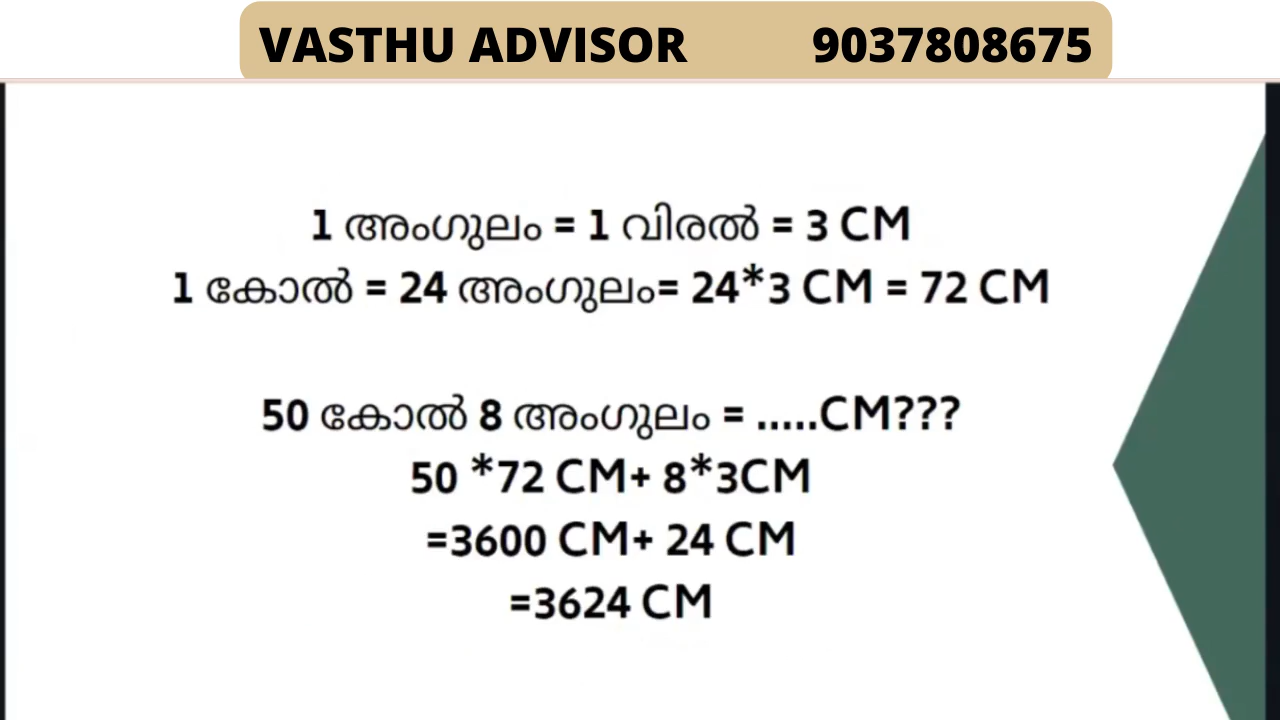 VASTHU ADVISOR 9037808675
1 അംഗുലം = 1 വിരൽ = 3 CM
1 കോൽ = 24 അംഗുലം= 24*3 CM = 72 CM
50 കോൽ 8 അംഗുലം = .....CM???
50 *72 CM+ 8*3CM
=3600 CM+ 24 CM
=3624 CM